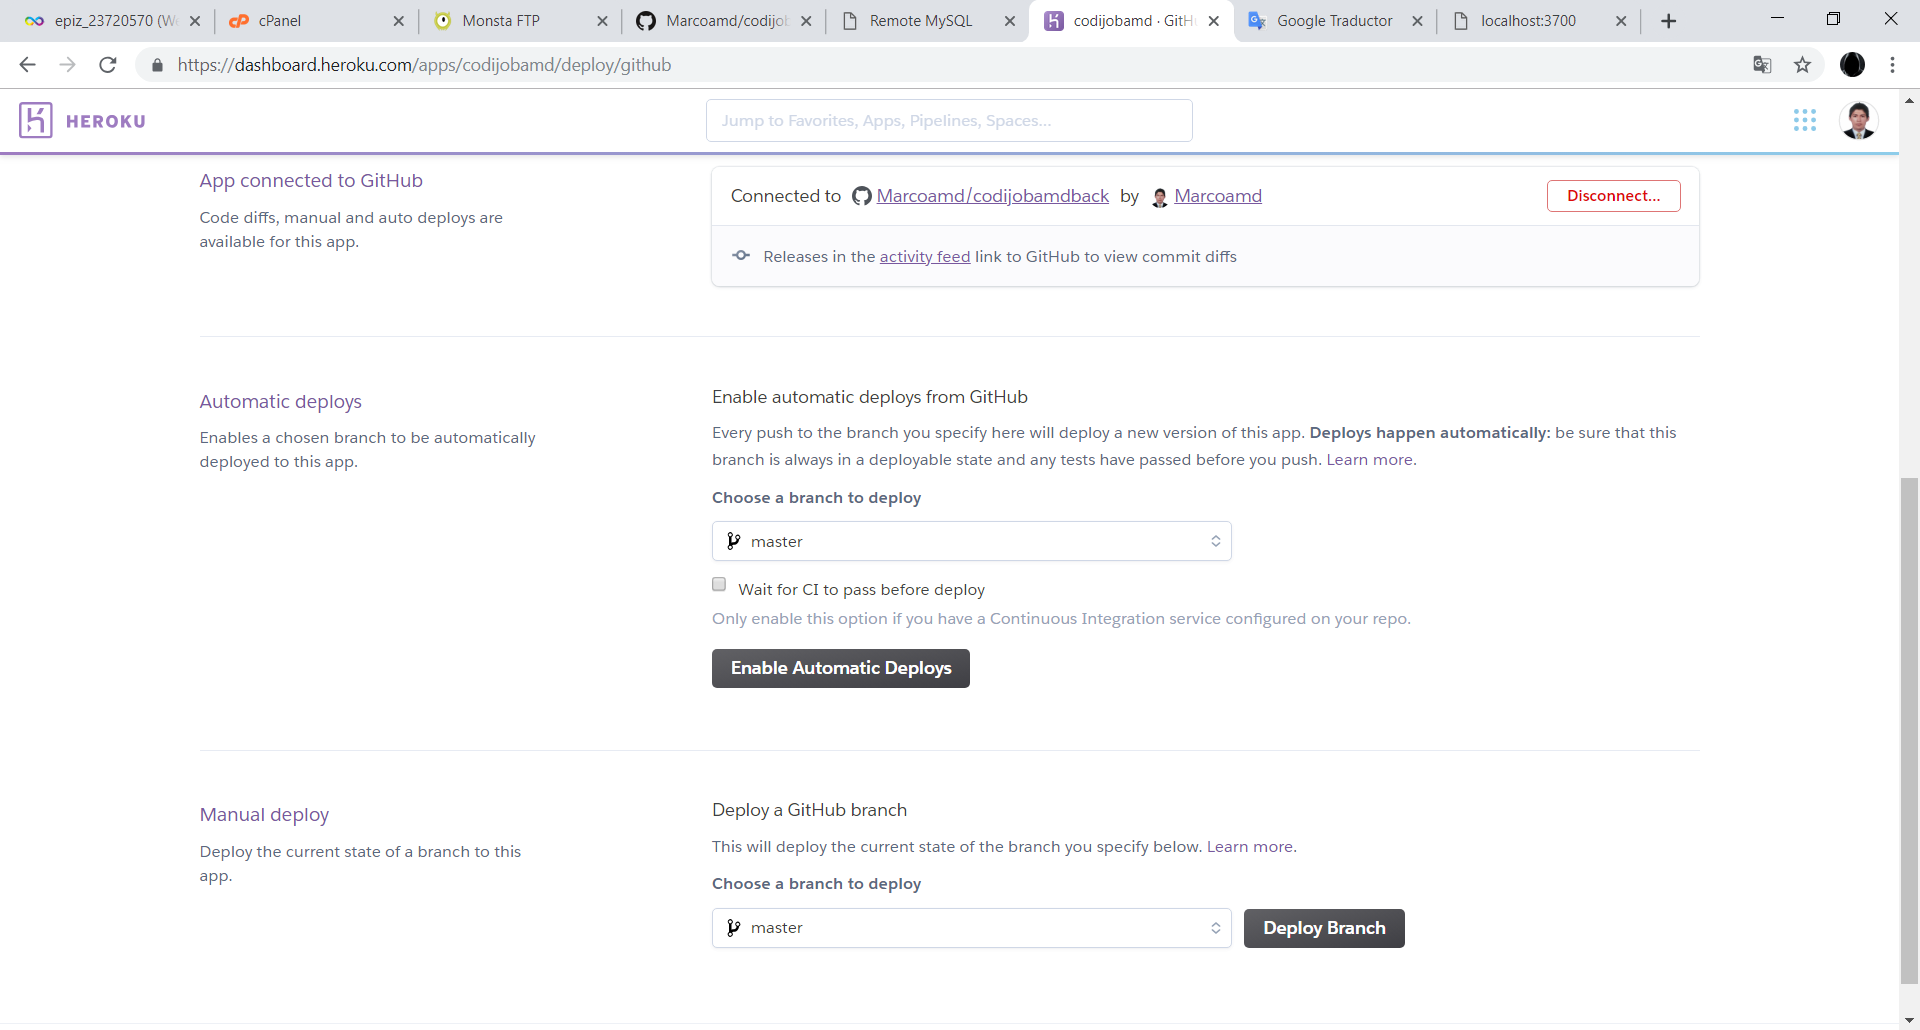 epiz_23720570 (W
cPanel
Monsta FTP
Marcoamd/codijob
Remote MySQL
codijobamd · GitH
Google Traductor
localhost:3700
https://dashboard.heroku.com/apps/codijobamd/deploy/github
HEROKU
Jump to Favorites, Apps, Pipelines, Spaces...
App connected to GitHub
Code diffs, manual and auto deploys are
available for this app.
Connected to Marcoamd/codijobamdback by Marcoamd
Disconnect...
Releases in the activity feed link to GitHub to view commit diffs
Automatic deploys
Enables a chosen branch to be automatically
deployed to this app.
Enable automatic deploys from GitHub
Every push to the branch you specify here will deploy a new version of this app. Deploys happen automatically: be sure that this
branch is always in a deployable state and any tests have passed before you push. Learn more.
Choose a branch to deploy
master
Wait for CI to pass before deploy
Only enable this option if you have a Continuous Integration service configured on your repo.
Enable Automatic Deploys
Manual deploy
Deploy the current state of a branch to this
app.
Deploy a GitHub branch
This will deploy the current state of the branch you specify below. Learn more.
Choose a branch to deploy
master
Deploy Branch